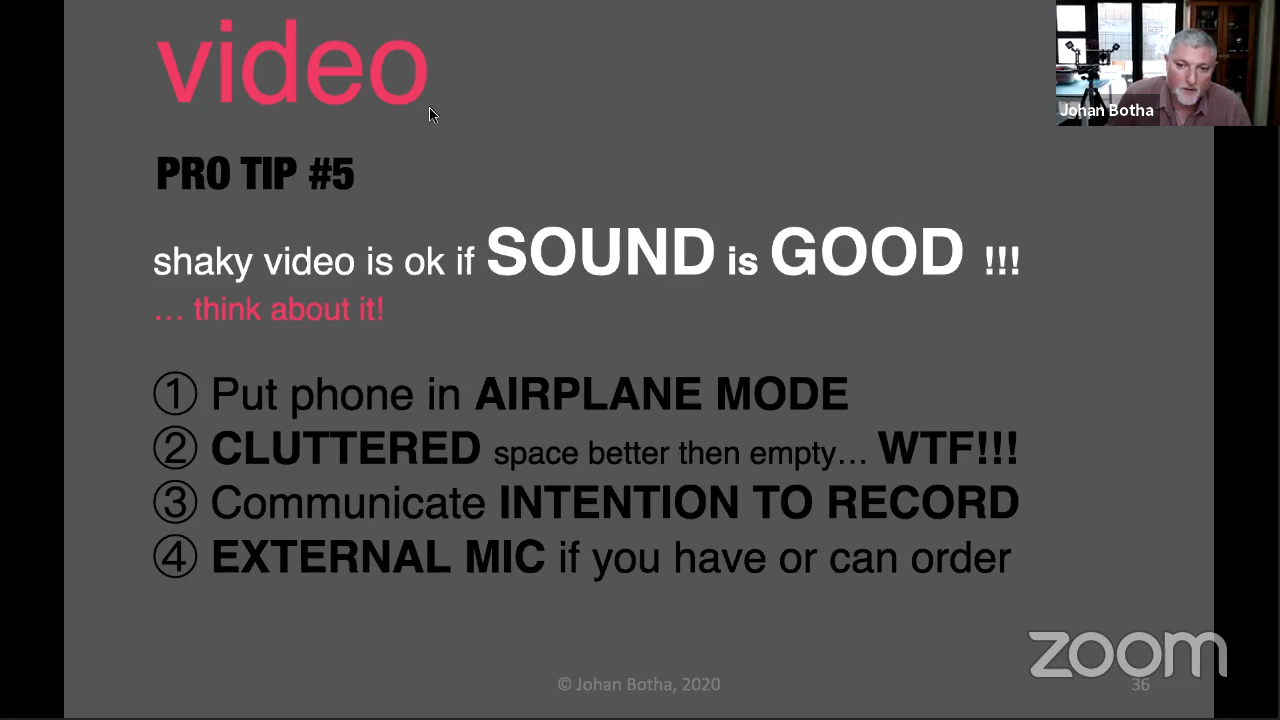 video
Johan Botha
PRO TIP #5
shaky video is ok if SOUND is GOOD !!!
… think about it!
① Put phone in AIRPLANE MODE
② CLUTTERED space better then empty… WTF!!!
③ Communicate INTENTION TO RECORD
④ EXTERNAL MIC if you have or can order
zoom
© Johan Botha, 2020
36